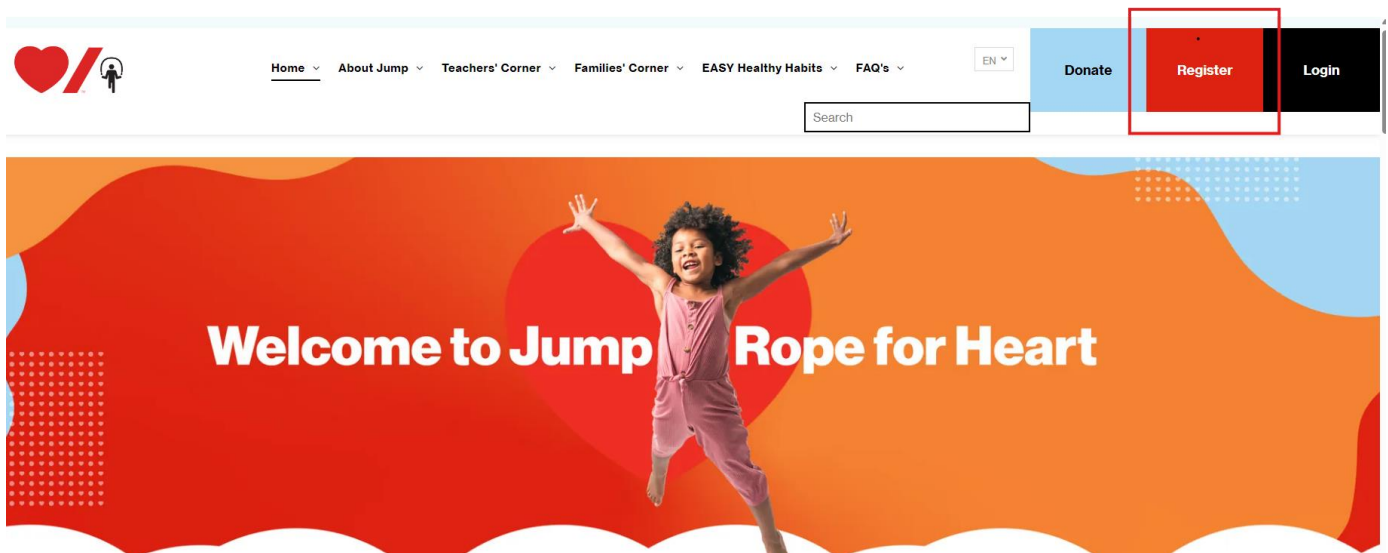 Home About Jump Teachers' Corner Families' Corner EASY Healthy Habits FAQ's EN Donate Register Login
Search
Welcome to Jump Rope for Heart